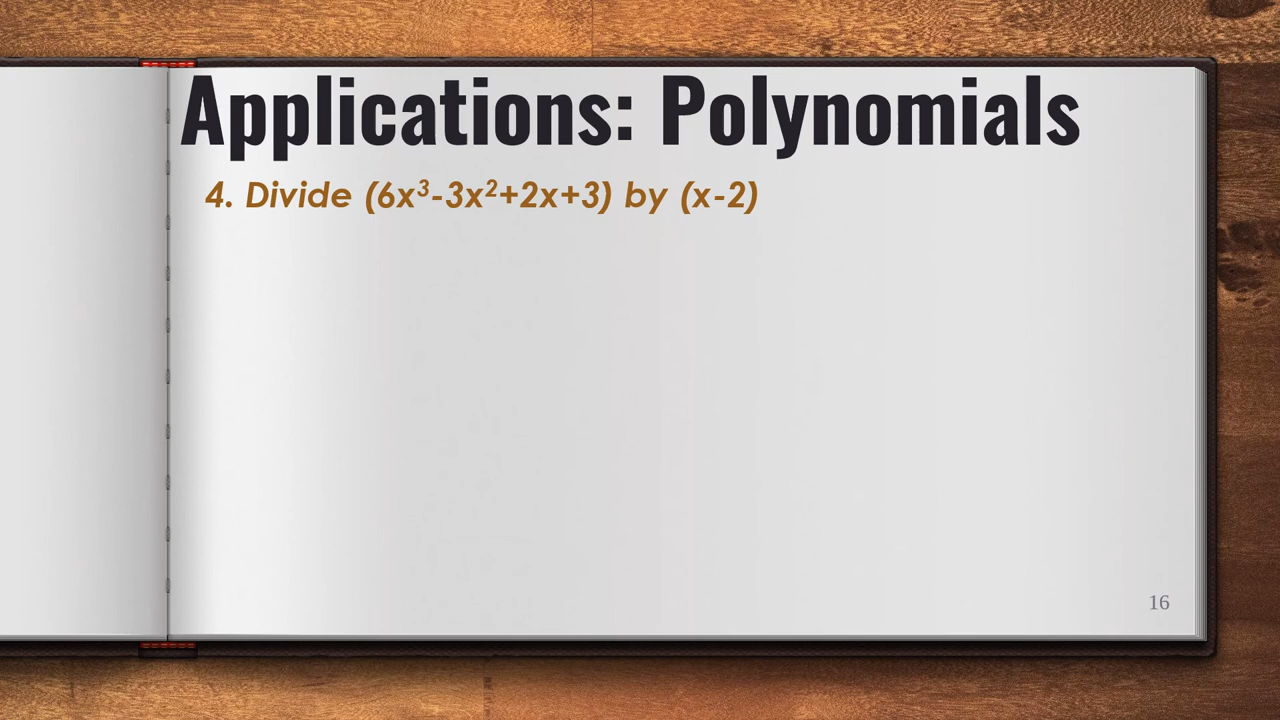 Applications: Polynomials
4. Divide (6x³-3x²+2x+3) by (x-2)
16